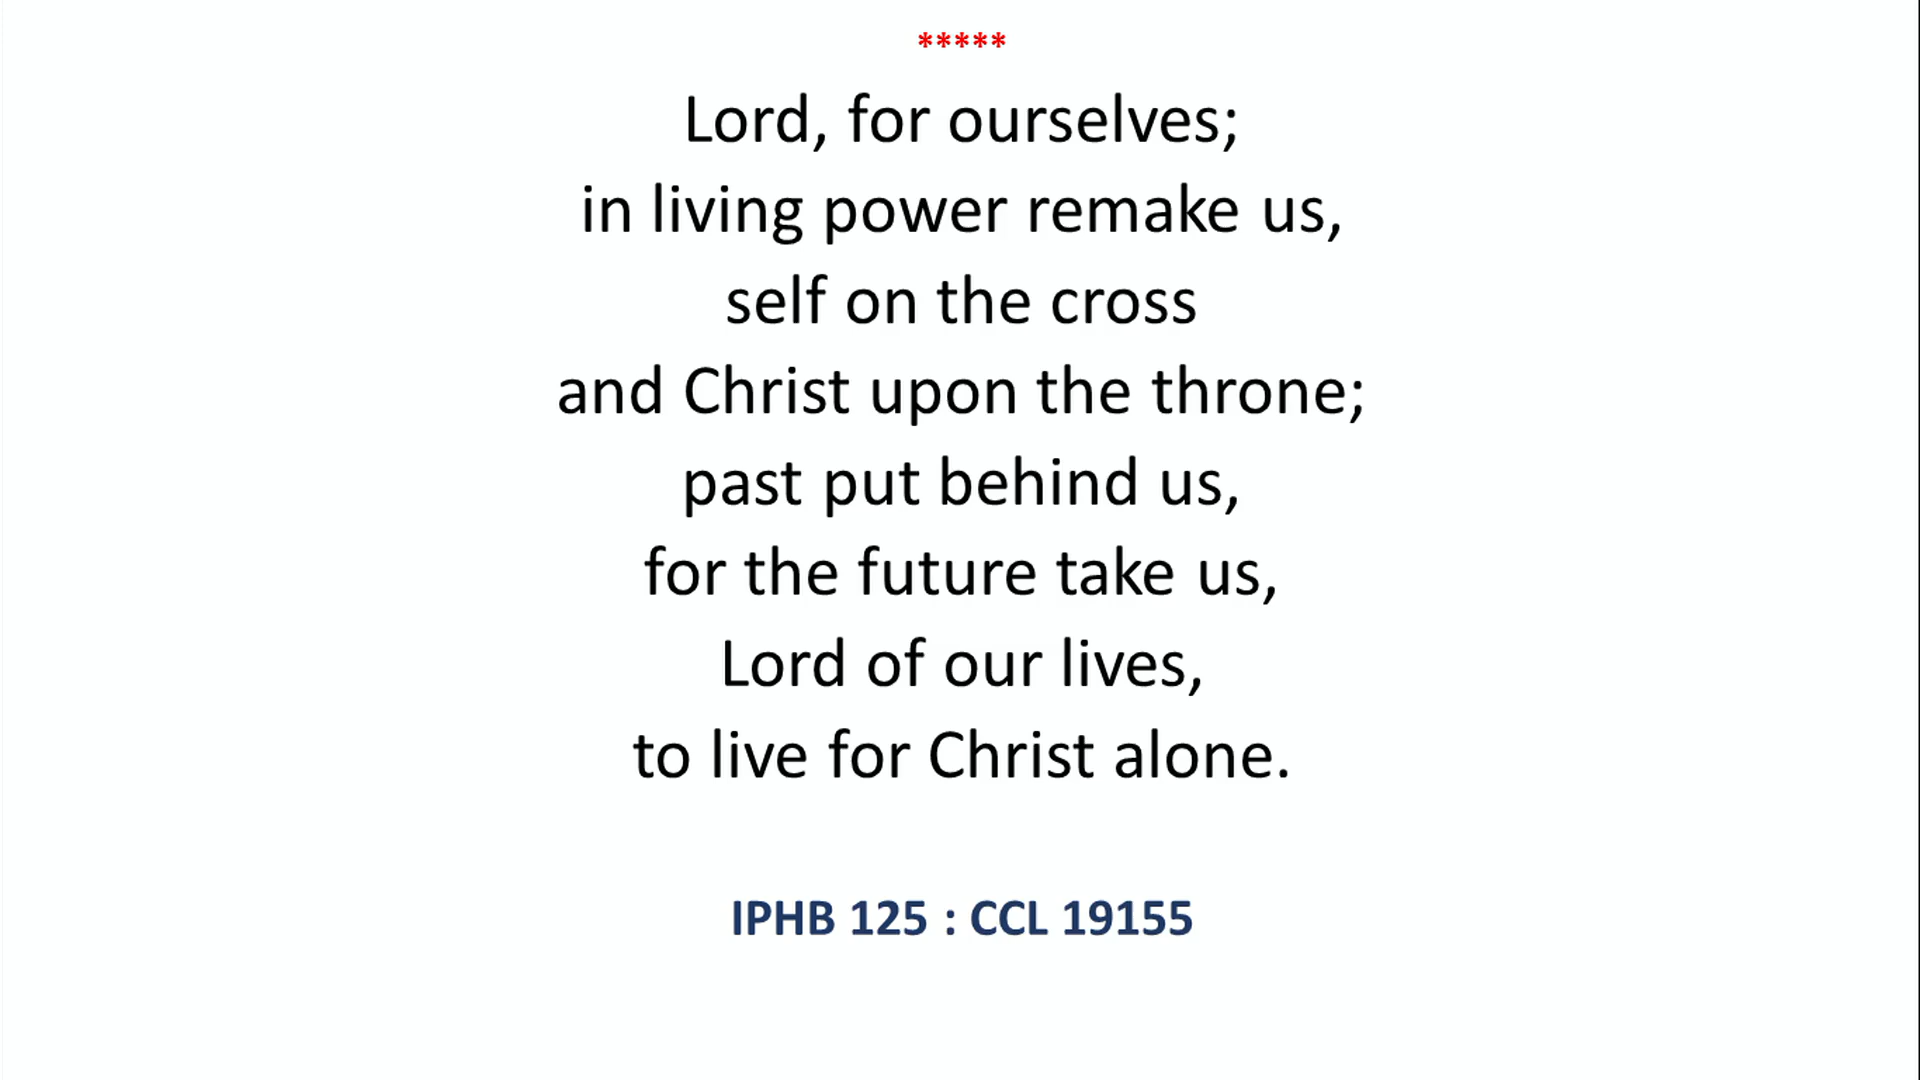 *****
Lord, for ourselves;
in living power remake us,
self on the cross
and Christ upon the throne;
past put behind us,
for the future take us,
Lord of our lives,
to live for Christ alone.
IPHB 125 : CCL 19155